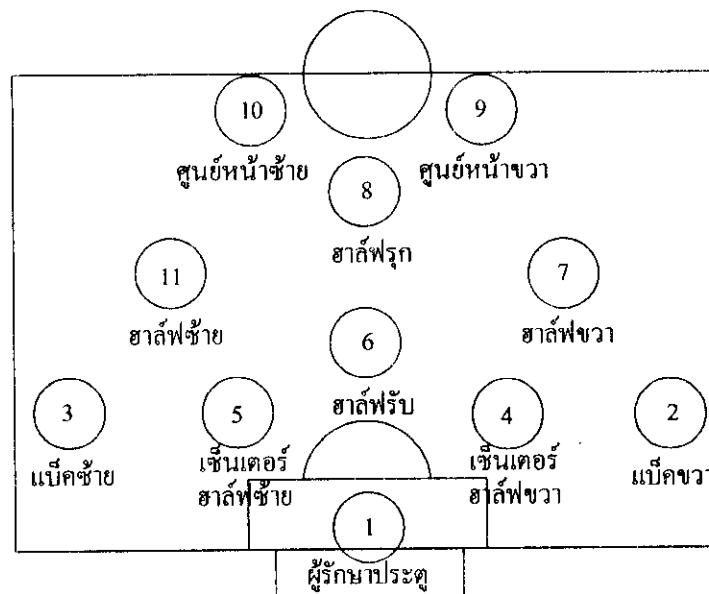 10
9
ศูนย์หน้าซ้าย
ศูนย์หน้าขวา
8
ฮาล์ฟรุก
11
7
ฮาล์ฟซ้าย
ฮาล์ฟขวา
6
ฮาล์ฟรับ
3
5
4
2
แบ็คซ้าย
เซ็นเตอร์
ฮาล์ฟซ้าย
เซ็นเตอร์
ฮาล์ฟขวา
แบ็คขวา
1
ผู้รักษาประตู